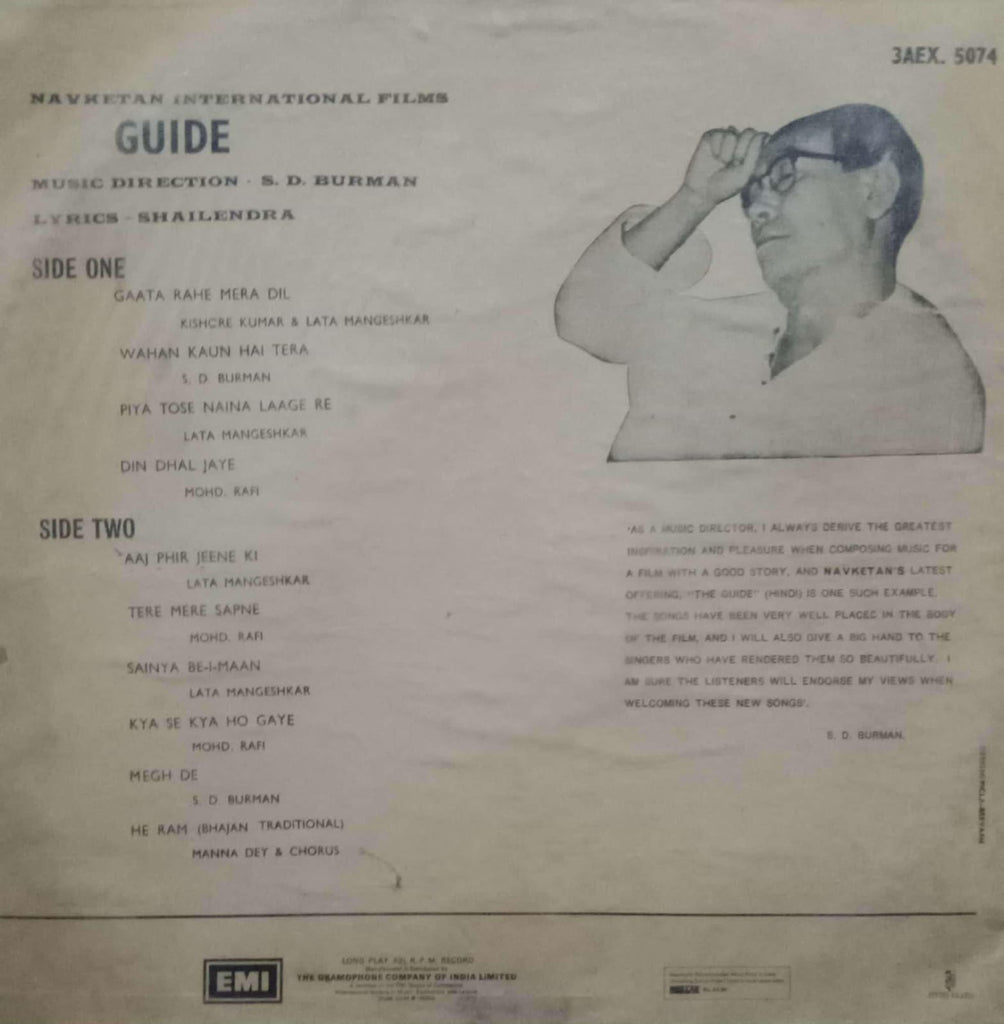 3AEX. 5074
NAVKETAN INTERNATIONAL FILMS
GUIDE
MUSIC DIRECTION - S. D. BURMAN
LYRICS - SHAILENDRA
SIDE ONE
GAATA RAHE MERA DIL
KISHORE KUMAR & LATA MANGESHKAR
WAHAN KAUN HAI TERA
S. D. BURMAN
PIYA TOSE NAINA LAAGE RE
LATA MANGESHKAR
DIN DHAL JAYE
MOHD. RAFI
SIDE TWO
AAJ PHIR JEENE KI
LATA MANGESHKAR
TERE MERE SAPNE
MOHD. RAFI
SAINYA BE-I-MAAN
LATA MANGESHKAR
KYA SE KYA HO GAYE
MOHD. RAFI
MEGH DE
S. D. BURMAN
HE RAM (BHAJAN TRADITIONAL)
MANNA DEY & CHORUS
'AS A MUSIC DIRECTOR, I ALWAYS DERIVE THE GREATEST
INSPIRATION AND PLEASURE WHEN COMPOSING MUSIC FOR
A FILM WITH A GOOD STORY, AND NAVKETAN'S LATEST
OFFERING, "THE GUIDE" (HINDI) IS ONE SUCH EXAMPLE.
THE SONGS HAVE BEEN VERY WELL PLACED IN THE BODY
OF THE FILM, AND I WILL ALSO GIVE A BIG HAND TO THE
SINGERS WHO HAVE RENDERED THEM SO BEAUTIFULLY. I
AM SURE THE LISTENERS WILL ENDORSE MY VIEWS WHEN
WELCOMING THESE NEW SONGS'.
S. D. BURMAN.
EMI
LONG PLAY R.P.M. RECORD
THE GRAMOPHONE COMPANY OF INDIA LIMITED